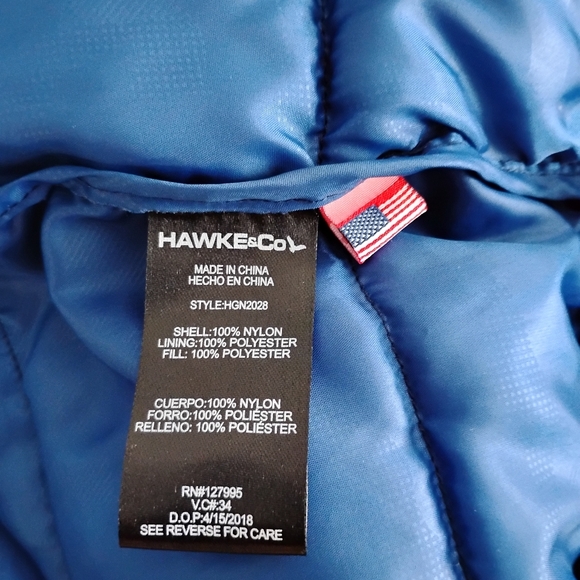 HAWKE&Co
MADE IN CHINA
HECHO EN CHINA
STYLE:HGN2028
SHELL:100% NYLON
LINING:100% POLYESTER
FILL: 100% POLYESTER
CUERPO:100% NYLON
FORRO:100% POLIÉSTER
RELLENO: 100% POLIÉSTER
RN#127995
V.C#:34
D.O.P:4/15/2018
SEE REVERSE FOR CARE